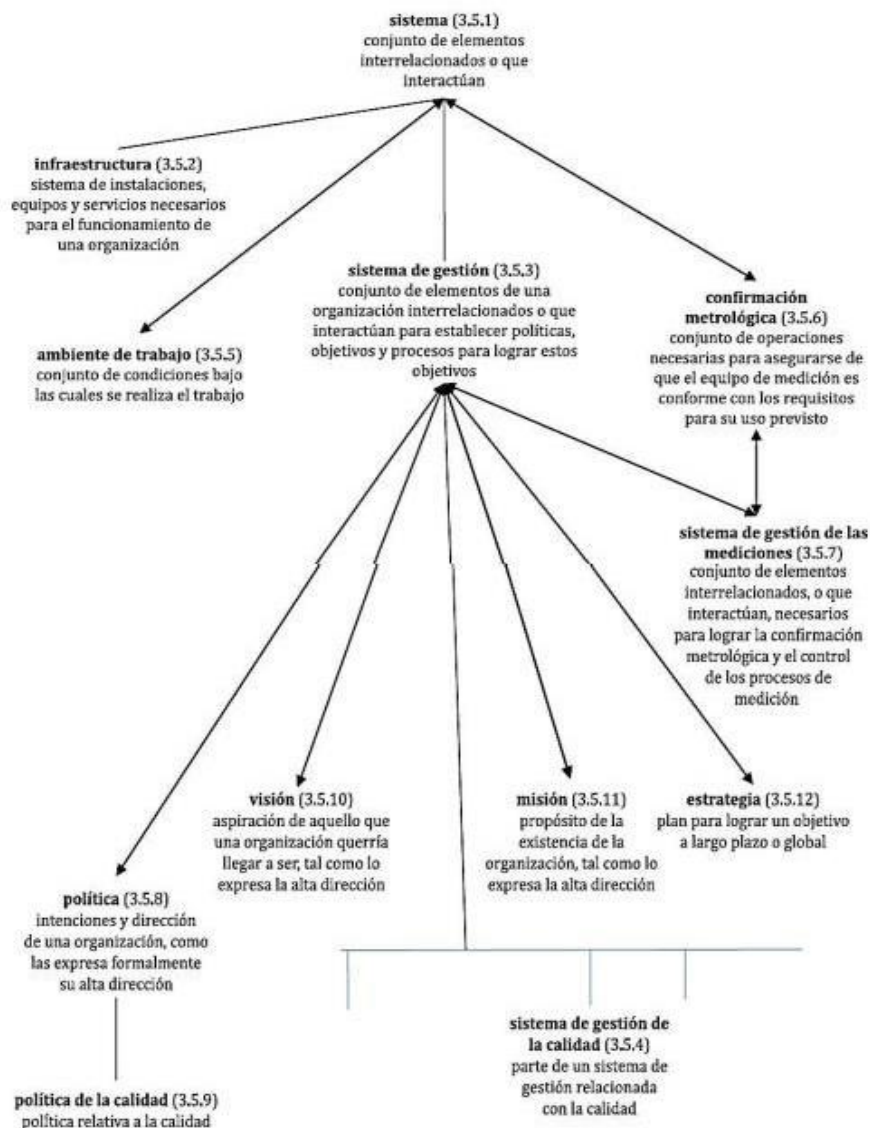 sistema (3.5.1)
conjunto de elementos
interrelacionados o que
interactúan
infraestructura (3.5.2)
sistema de instalaciones,
equipos y servicios necesarios
para el funcionamiento de
una organización
sistema de gestión (3.5.3)
conjunto de elementos de una
organización interrelacionados o que
interactúan para establecer políticas,
objetivos y procesos para lograr estos
objetivos
confirmación
metrológica (3.5.6)
conjunto de operaciones
necesarias para asegurarse de
que el equipo de medición es
conforme con los requisitos
para su uso previsto
ambiente de trabajo (3.5.5)
conjunto de condiciones bajo
las cuales se realiza el trabajo
sistema de gestión de las
mediciones (3.5.7)
conjunto de elementos
interrelacionados, o que
interactúan, necesarios
para lograr la confirmación
metrológica y el control
de los procesos de
medición
visión (3.5.10)
aspiración de aquello que
una organización querría
llegar a ser, tal como lo
expresa la alta dirección
misión (3.5.11)
propósito de la
existencia de la
organización, tal como lo
expresa la alta dirección
estrategia (3.5.12)
plan para lograr un objetivo
a largo plazo o global
política (3.5.8)
intenciones y dirección
de una organización, como
las expresa formalmente
su alta dirección
sistema de gestión de
la calidad (3.5.4)
parte de un sistema de
gestión relacionada
con la calidad
política de la calidad (3.5.9)
política relativa a la calidad